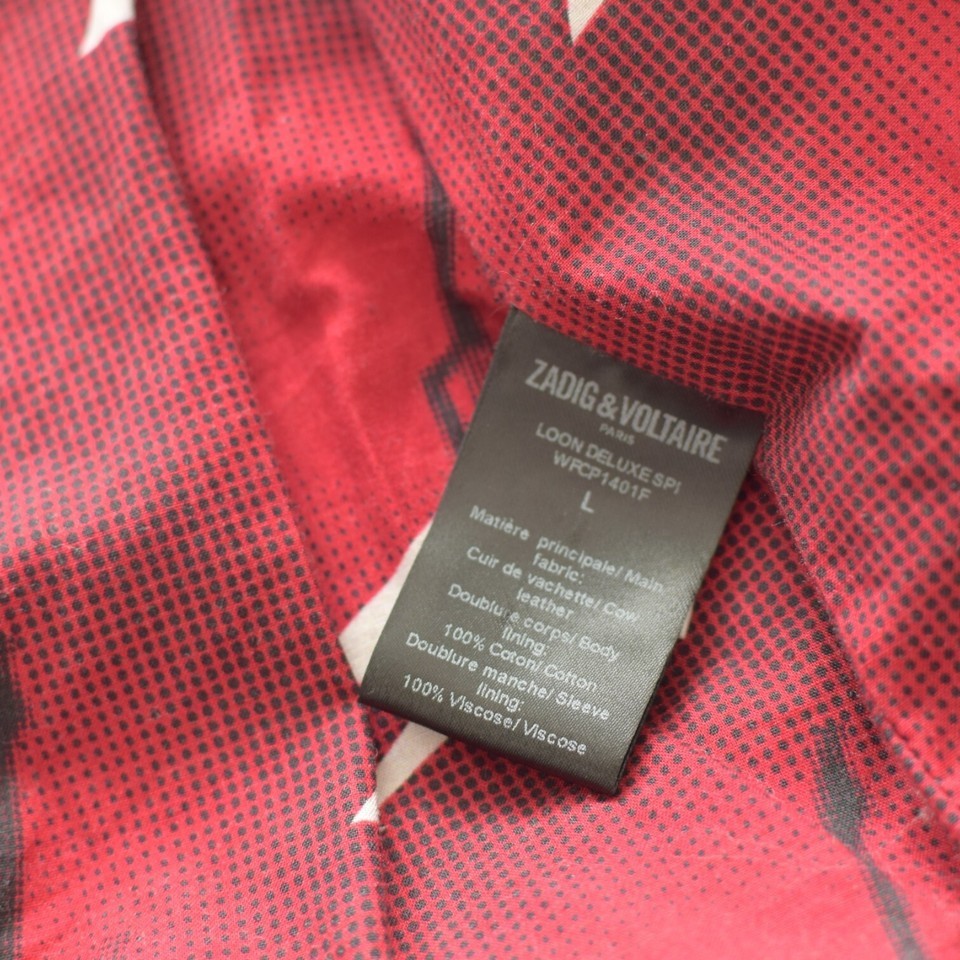 ZADIG & VOLTAIRE
PARIS
LOON DELUXE SPI
WFCP1401F
L
Matière principale/ Main
fabric:
Cuir de vachette/ Cow
leather
Doublure corps/ Body
lining:
100% Coton/ Cotton
Doublure manche/ Sleeve
lining:
100% Viscose/ Viscose